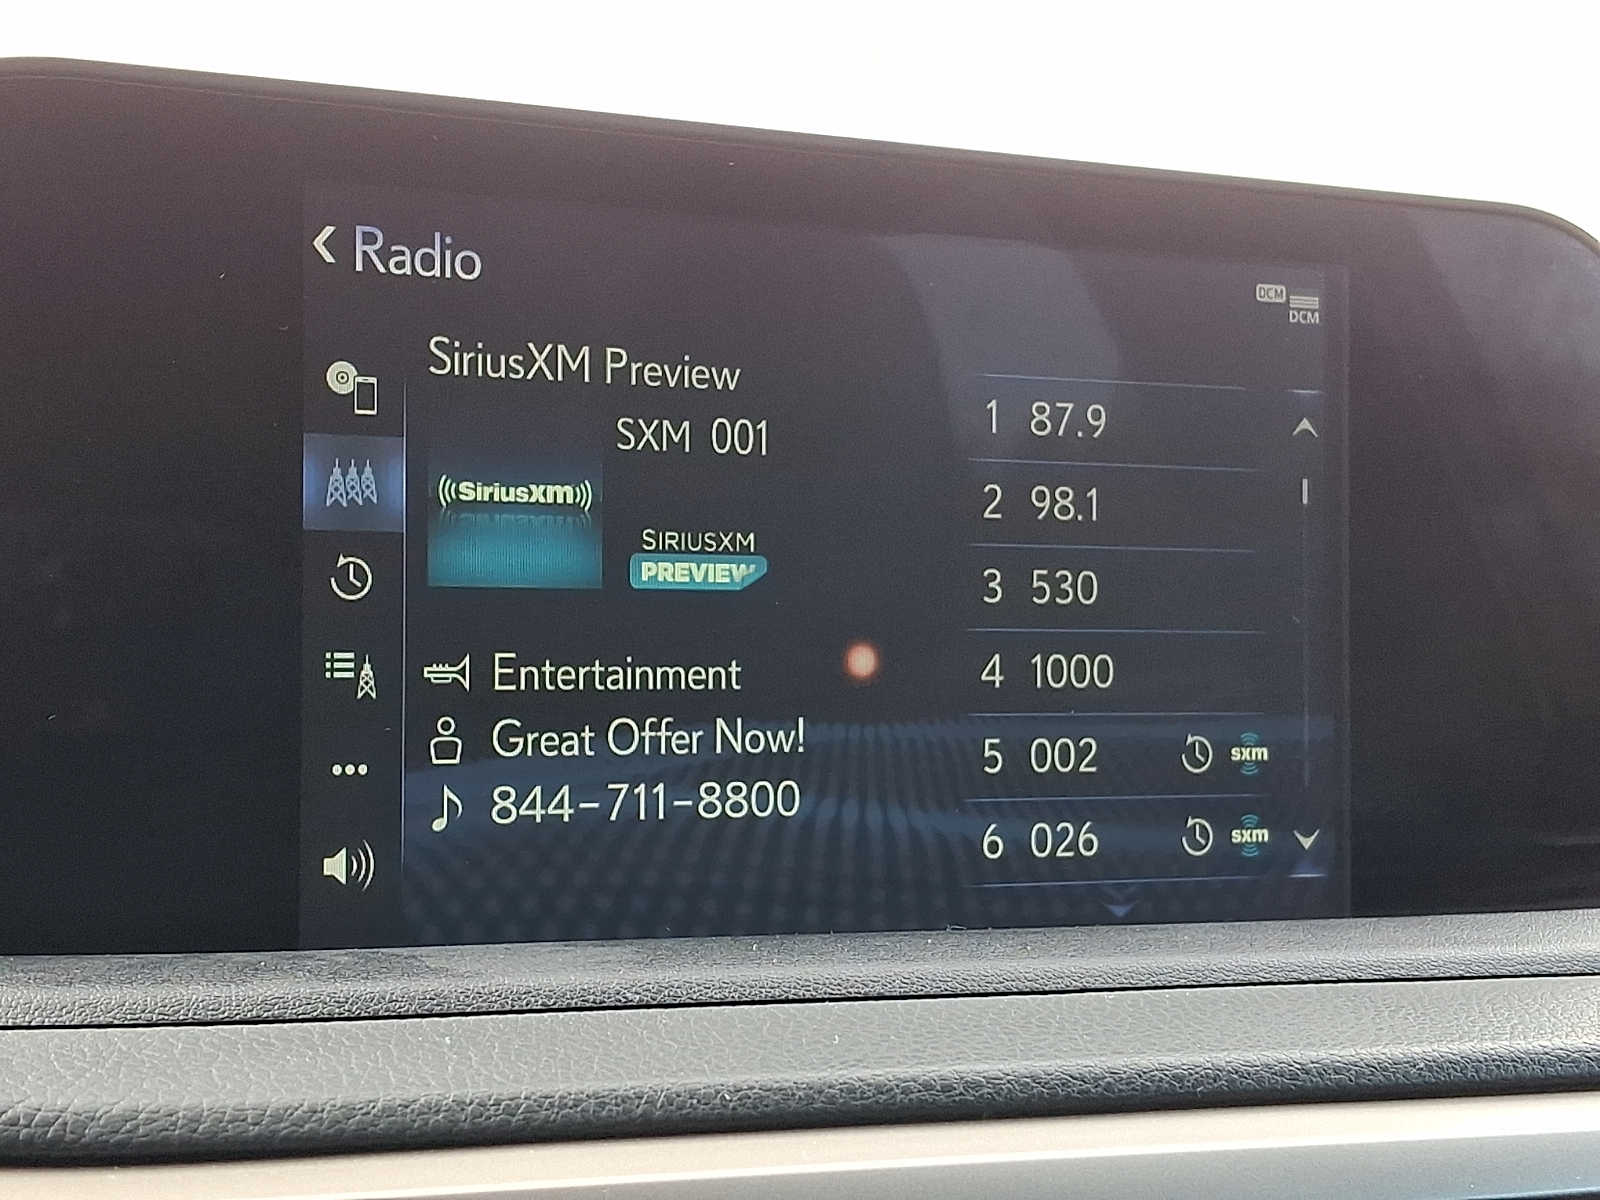 Radio
DCM
DCM
SiriusXM Preview
SXM 001
SiriusXM
SIRIUSXM
PREVIEW
Entertainment
Great Offer Now!
844-711-8800
1 87.9
2 98.1
3 530
4 1000
5 002 sxm
6 026 sxm